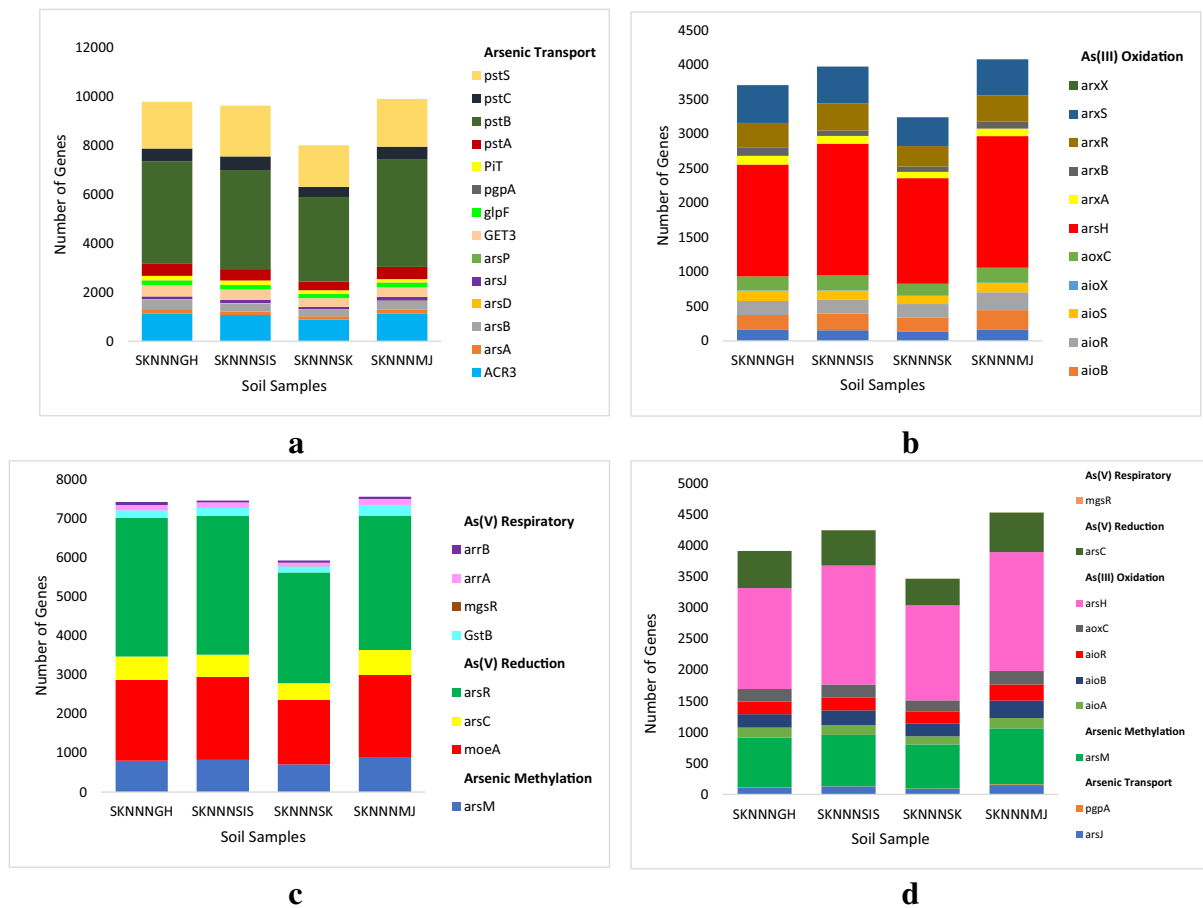 12000
10000
8000
6000
4000
2000
0
Number of Genes
SKNNNGH SKNNNSIS SKNNNSK SKNNNMJ
Soil Samples
Arsenic Transport
pstS
pstC
pstB
pstA
PiT
pgpA
glpF
GET3
arsP
arsJ
arsD
arsB
arsA
ACR3
a
4500
4000
3500
3000
2500
2000
1500
1000
500
0
Number of Genes
SKNNNGH SKNNNSIS SKNNNSK SKNNNMJ
Soil Samples
As(III) Oxidation
arxX
arxS
arxR
arxB
arxA
arsH
aoxC
aioX
aioS
aioR
aioB
b
8000
7000
6000
5000
4000
3000
2000
1000
0
Number of Genes
SKNNNGH SKNNNSIS SKNNNSK SKNNNMJ
Soil Samples
As(V) Respiratory
arrB
arrA
mgsR
GstB
As(V) Reduction
arsR
arsC
moeA
Arsenic Methylation
arsM
c
5000
4500
4000
3500
3000
2500
2000
1500
1000
500
0
Number of Genes
SKNNNGH SKNNNSIS SKNNNSK SKNNNMJ
Soil Sample
As(V) Respiratory
mgsR
As(V) Reduction
arsC
As(III) Oxidation
arsH
aoxC
aioR
aioB
aioA
Arsenic Methylation
arsM
Arsenic Transport
pgpA
arsJ
d